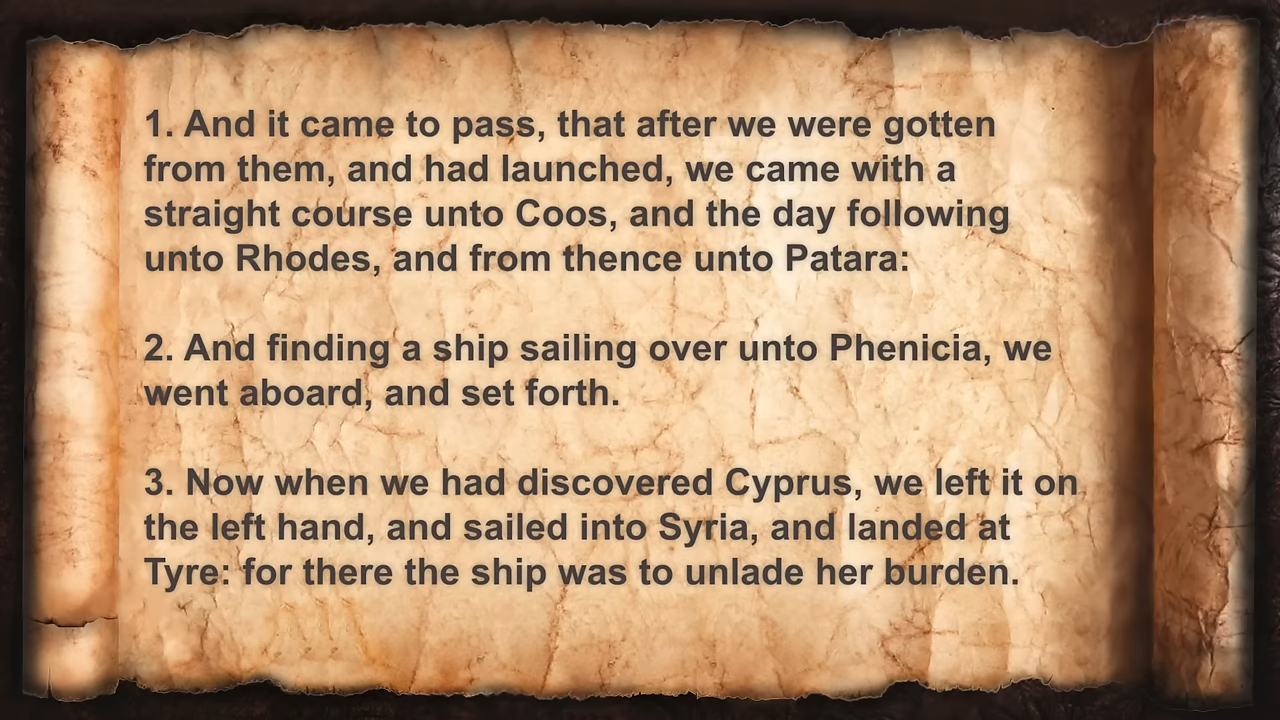 1. And it came to pass, that after we were gotten
from them, and had launched, we came with a
straight course unto Coos, and the day following
unto Rhodes, and from thence unto Patara:
2. And finding a ship sailing over unto Phenicia, we
went aboard, and set forth.
3. Now when we had discovered Cyprus, we left it on
the left hand, and sailed into Syria, and landed at
Tyre: for there the ship was to unlade her burden.